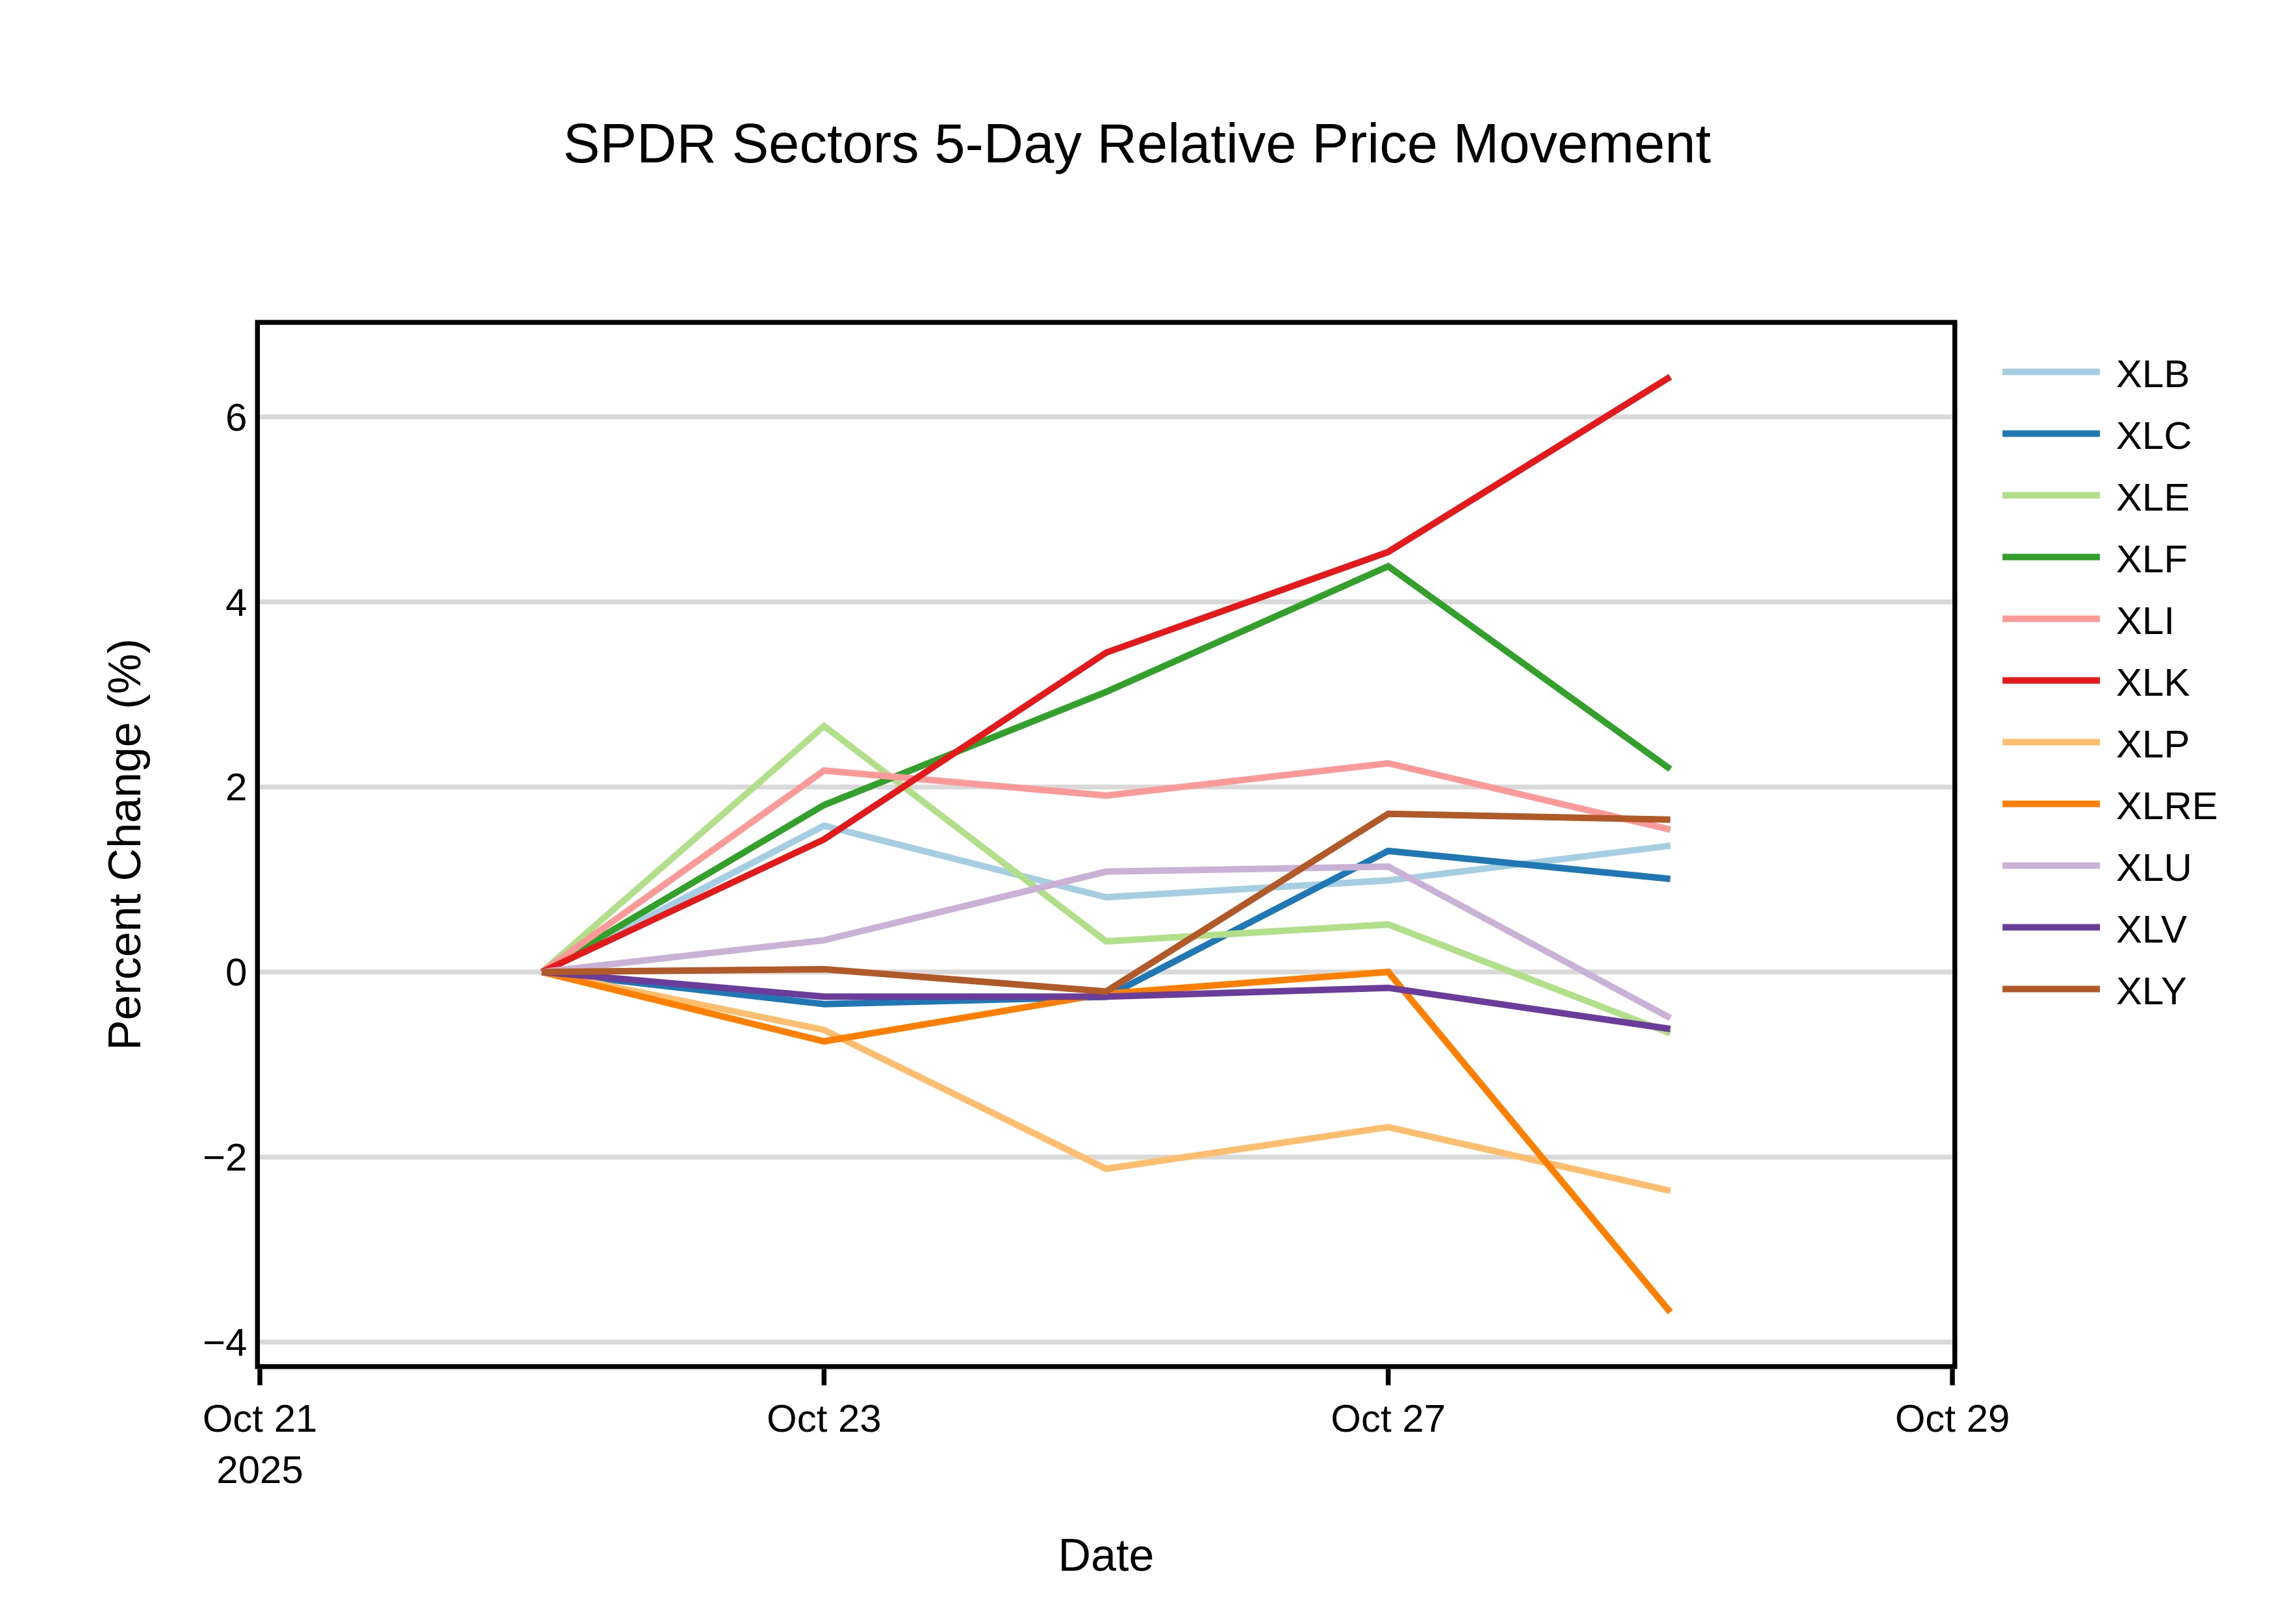 SPDR Sectors 5-Day Relative Price Movement
Percent Change (%)
6
4
2
0
−2
−4
Oct 21
2025
Oct 23
Oct 27
Oct 29
Date
XLB
XLC
XLE
XLF
XLI
XLK
XLP
XLRE
XLU
XLV
XLY